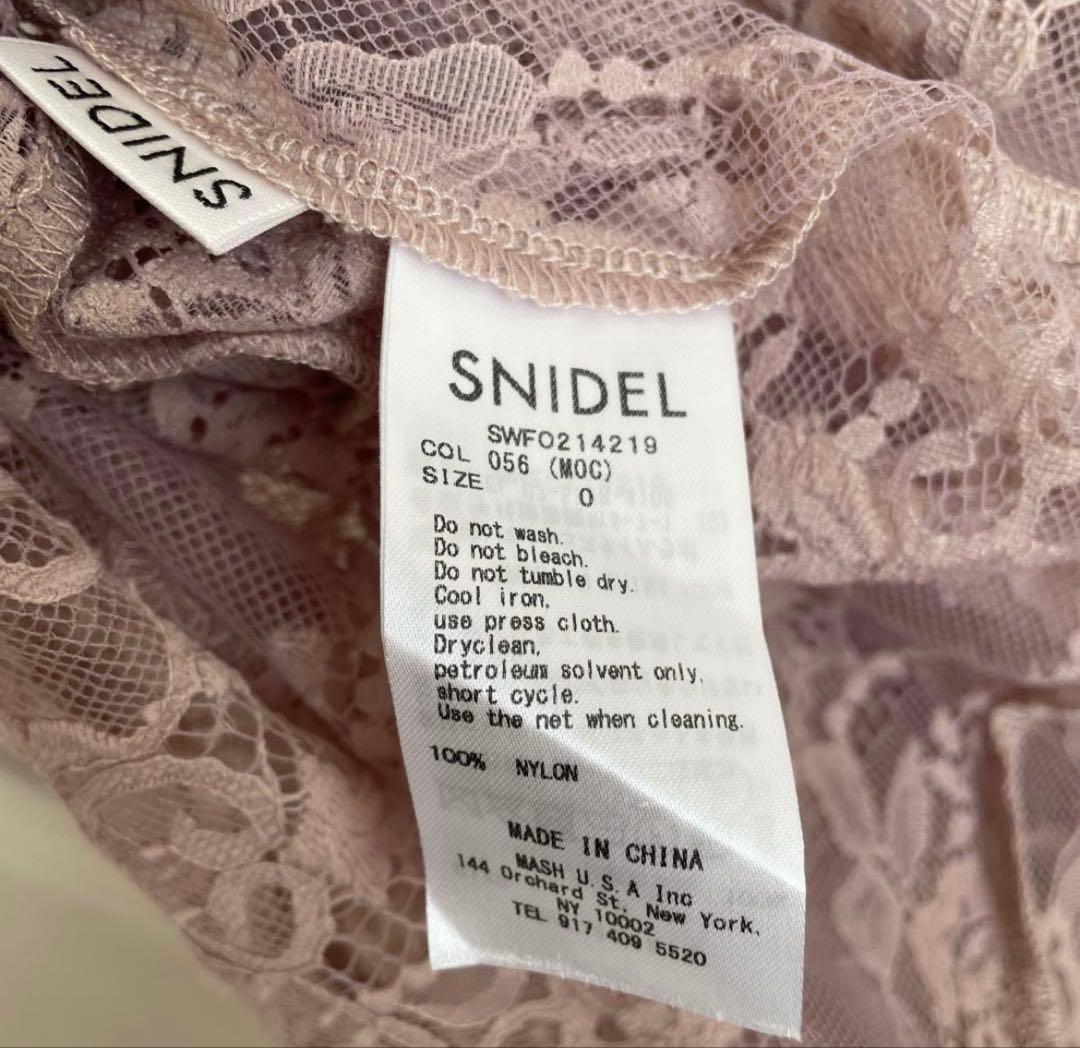 SNIDEL
SNIDEL
SWFO214219
COL 056 (MOC)
SIZE 0
Do not wash.
Do not bleach.
Do not tumble dry.
Cool iron,
use press cloth.
Dryclean,
petroleum solvent only,
short cycle.
Use the net when cleaning.
100% NYLON
MADE IN CHINA
MASH U.S.A Inc
144 Orchard St, New York,
NY 10002
TEL 917 409 5520